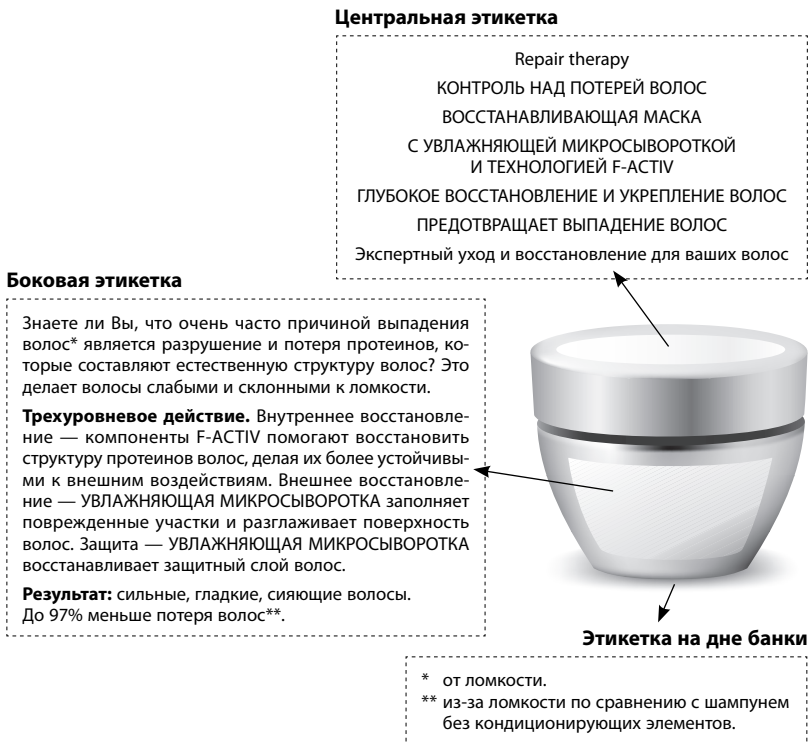 Центральная этикетка
Repair therapy
КОНТРОЛЬ НАД ПОТЕРЕЙ ВОЛОС
ВОССТАНАВЛИВАЮЩАЯ МАСКА
С УВЛАЖНЯЮЩЕЙ МИКРОСЫВОРОТКОЙ
И ТЕХНОЛОГИЕЙ F-ACTIV
ГЛУБОКОЕ ВОССТАНОВЛЕНИЕ И УКРЕПЛЕНИЕ ВОЛОС
ПРЕДОТВРАЩАЕТ ВЫПАДЕНИЕ ВОЛОС
Экспертный уход и восстановление для ваших волос
Боковая этикетка
Знаете ли Вы, что очень часто причиной выпадения
волос* является разрушение и потеря протеинов, ко-
торые составляют естественную структуру волос? Это
делает волосы слабыми и склонными к ломкости.
Трехуровневое действие. Внутреннее восстановле-
ние — компоненты F-ACTIV помогают восстановить
структуру протеинов волос, делая их более устойчивы-
ми к внешним воздействиям. Внешнее восстановле-
ние — УВЛАЖНЯЮЩАЯ МИКРОСЫВОРОТКА заполняет
поврежденные участки и разглаживает поверхность
волос. Защита — УВЛАЖНЯЮЩАЯ МИКРОСЫВОРОТКА
восстанавливает защитный слой волос.
Результат: сильные, гладкие, сияющие волосы.
До 97% меньше потеря волос**.
Этикетка на дне банки
* от ломкости.
** из-за ломкости по сравнению с шампунем
без кондиционирующих элементов.